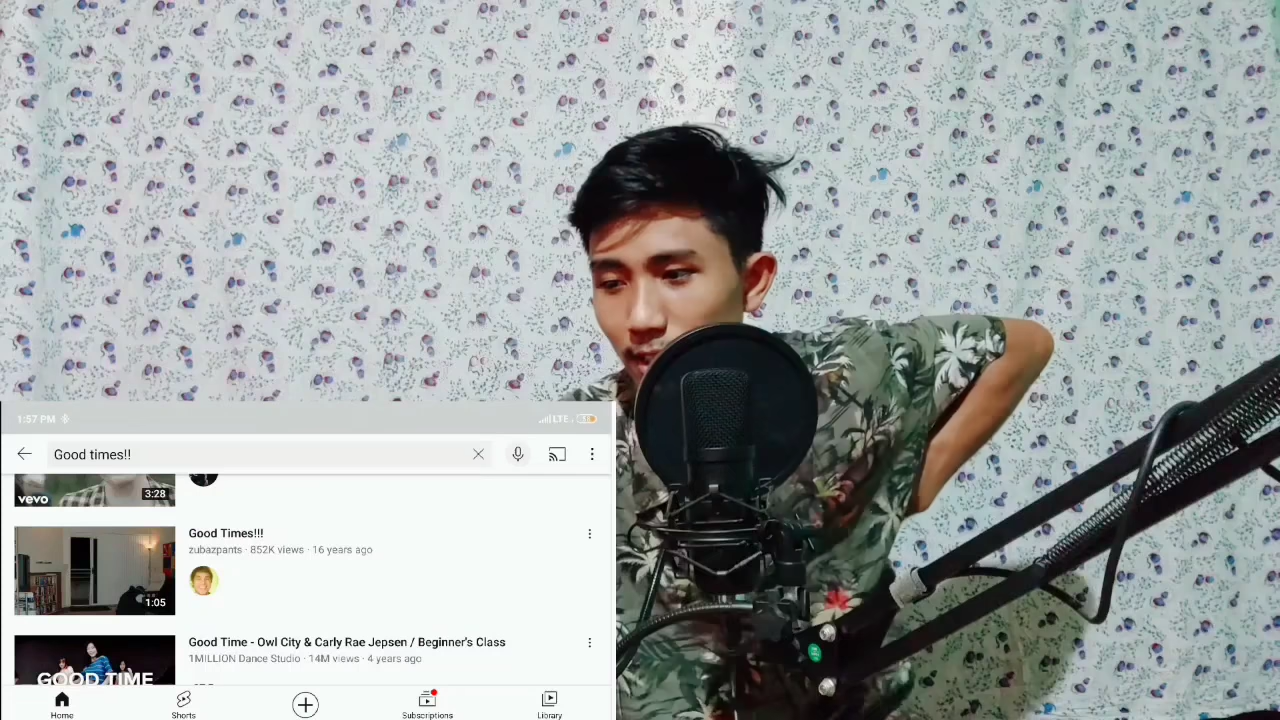 1:57 PM
LTE
Good times!!
vevo
3:28
Good Times!!!
zubazpants · 852K views · 16 years ago
1:05
Good Time - Owl City & Carly Rae Jepsen / Beginner's Class
1MILLION Dance Studio · 14M views · 4 years ago
GOOD TIME
Home
Shorts
Subscriptions
Library